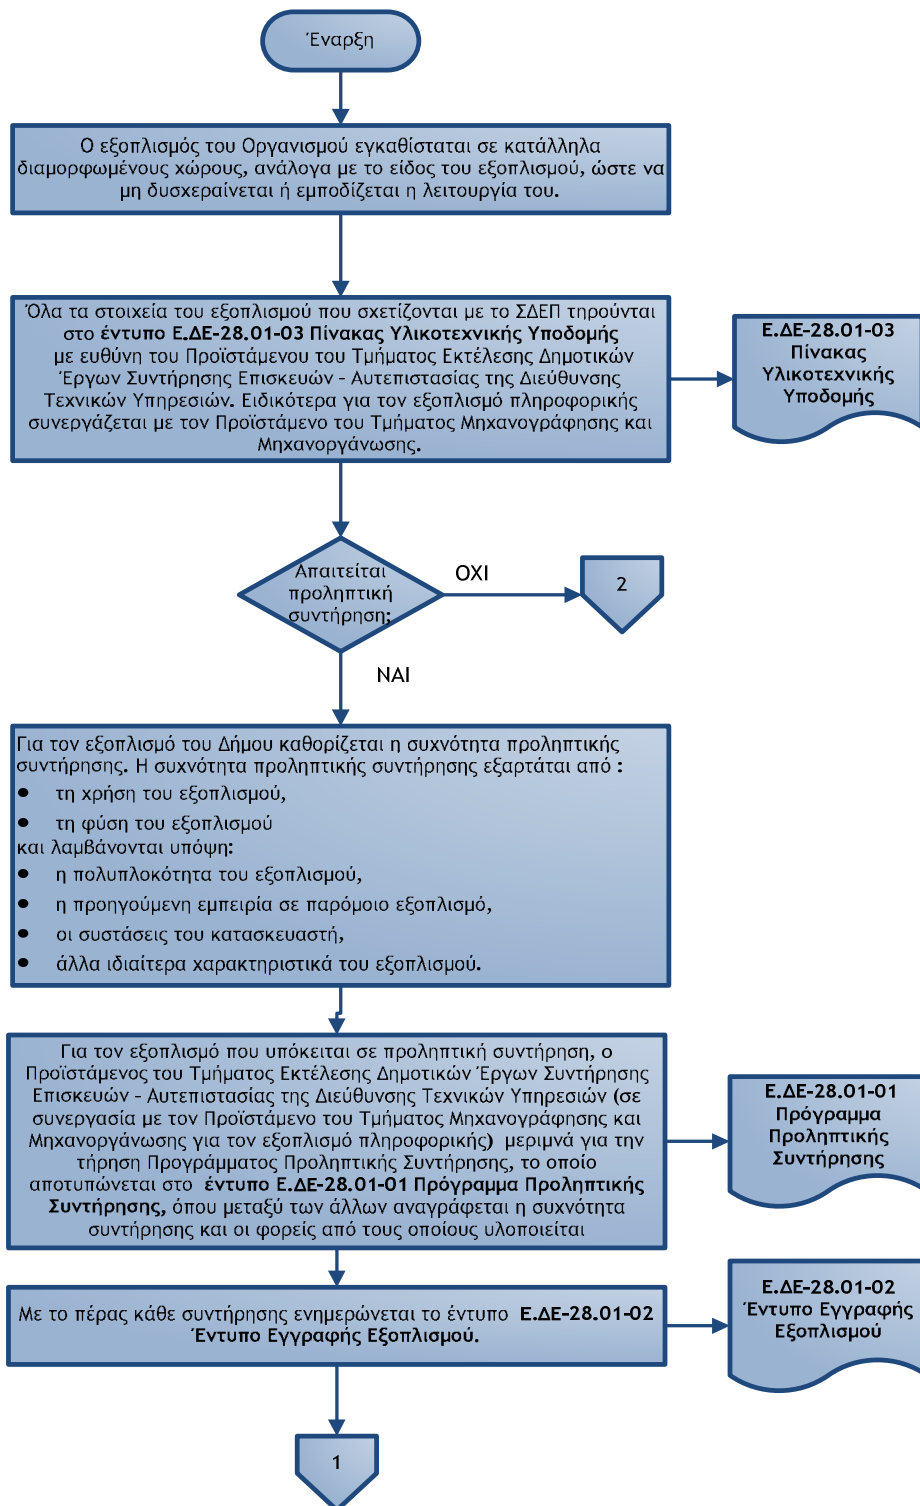 Έναρξη
Ο εξοπλισμός του Οργανισμού εγκαθίσταται σε κατάλληλα
διαμορφωμένους χώρους, ανάλογα με το είδος του εξοπλισμού, ώστε να
μη δυσχεραίνεται ή εμποδίζεται η λειτουργία του.
Όλα τα στοιχεία του εξοπλισμού που σχετίζονται με το ΣΔΕΠ τηρούνται
στο έντυπο Ε.ΔΕ-28.01-03 Πίνακας Υλικοτεχνικής Υποδομής
με ευθύνη του Προϊστάμενου του Τμήματος Εκτέλεσης Δημοτικών
Έργων Συντήρησης Επισκευών - Αυτεπιστασίας της Διεύθυνσης
Τεχνικών Υπηρεσιών. Ειδικότερα για τον εξοπλισμό πληροφορικής
συνεργάζεται με τον Προϊστάμενο του Τμήματος Μηχανογράφησης και
Μηχανοργάνωσης.
Ε.ΔΕ-28.01-03
Πίνακας
Υλικοτεχνικής
Υποδομής
Απαιτείται
προληπτική
συντήρηση;
ΟΧΙ
2
ΝΑΙ
Για τον εξοπλισμό του Δήμου καθορίζεται η συχνότητα προληπτικής
συντήρησης. Η συχνότητα προληπτικής συντήρησης εξαρτάται από :
• τη χρήση του εξοπλισμού,
• τη φύση του εξοπλισμού
και λαμβάνονται υπόψη:
• η πολυπλοκότητα του εξοπλισμού,
• η προηγούμενη εμπειρία σε παρόμοιο εξοπλισμό,
• οι συστάσεις του κατασκευαστή,
• άλλα ιδιαίτερα χαρακτηριστικά του εξοπλισμού.
Για τον εξοπλισμό που υπόκειται σε προληπτική συντήρηση, ο
Προϊστάμενος του Τμήματος Εκτέλεσης Δημοτικών Έργων Συντήρησης
Επισκευών - Αυτεπιστασίας της Διεύθυνσης Τεχνικών Υπηρεσιών (σε
συνεργασία με τον Προϊστάμενο του Τμήματος Μηχανογράφησης και
Μηχανοργάνωσης για τον εξοπλισμό πληροφορικής) μεριμνά για την
τήρηση Προγράμματος Προληπτικής Συντήρησης, το οποίο
αποτυπώνεται στο έντυπο Ε.ΔΕ-28.01-01 Πρόγραμμα Προληπτικής
Συντήρησης, όπου μεταξύ των άλλων αναγράφεται η συχνότητα
συντήρησης και οι φορείς από τους οποίους υλοποιείται
Ε.ΔΕ-28.01-01
Πρόγραμμα
Προληπτικής
Συντήρησης
Με το πέρας κάθε συντήρησης ενημερώνεται το έντυπο Ε.ΔΕ-28.01-02
Έντυπο Εγγραφής Εξοπλισμού.
Ε.ΔΕ-28.01-02
Έντυπο Εγγραφής
Εξοπλισμού
1